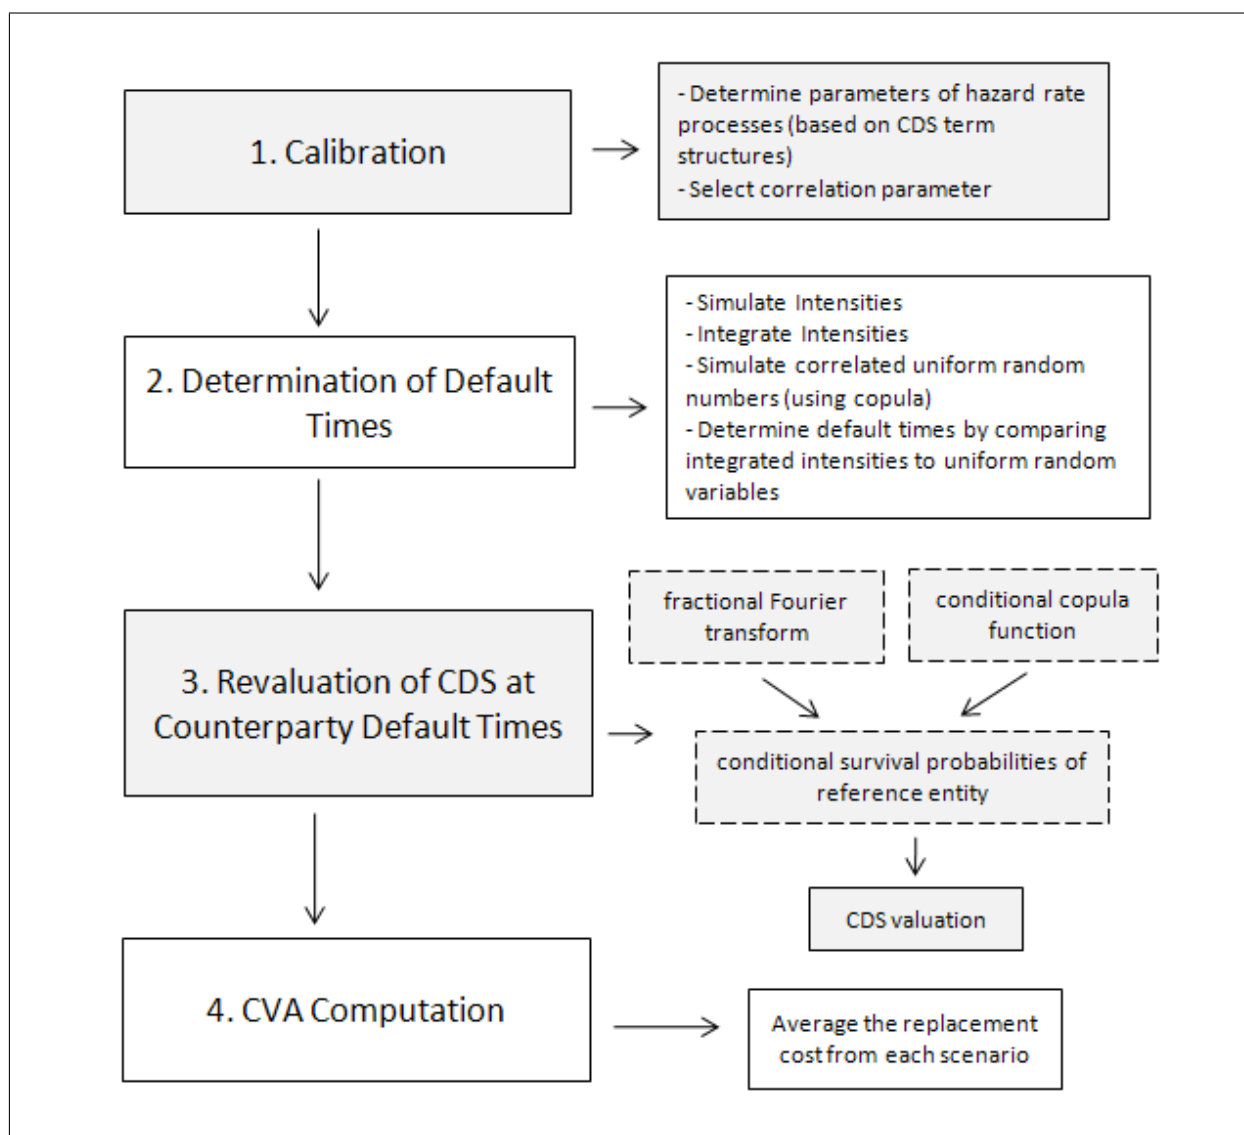 1. Calibration
- Determine parameters of hazard rate
processes (based on CDS term
structures)
- Select correlation parameter
2. Determination of Default
Times
- Simulate Intensities
- Integrate Intensities
- Simulate correlated uniform random
numbers (using copula)
- Determine default times by comparing
integrated intensities to uniform random
variables
3. Revaluation of CDS at
Counterparty Default Times
fractional Fourier
transform
conditional copula
function
conditional survival probabilities of
reference entity
CDS valuation
4. CVA Computation
Average the replacement
cost from each scenario